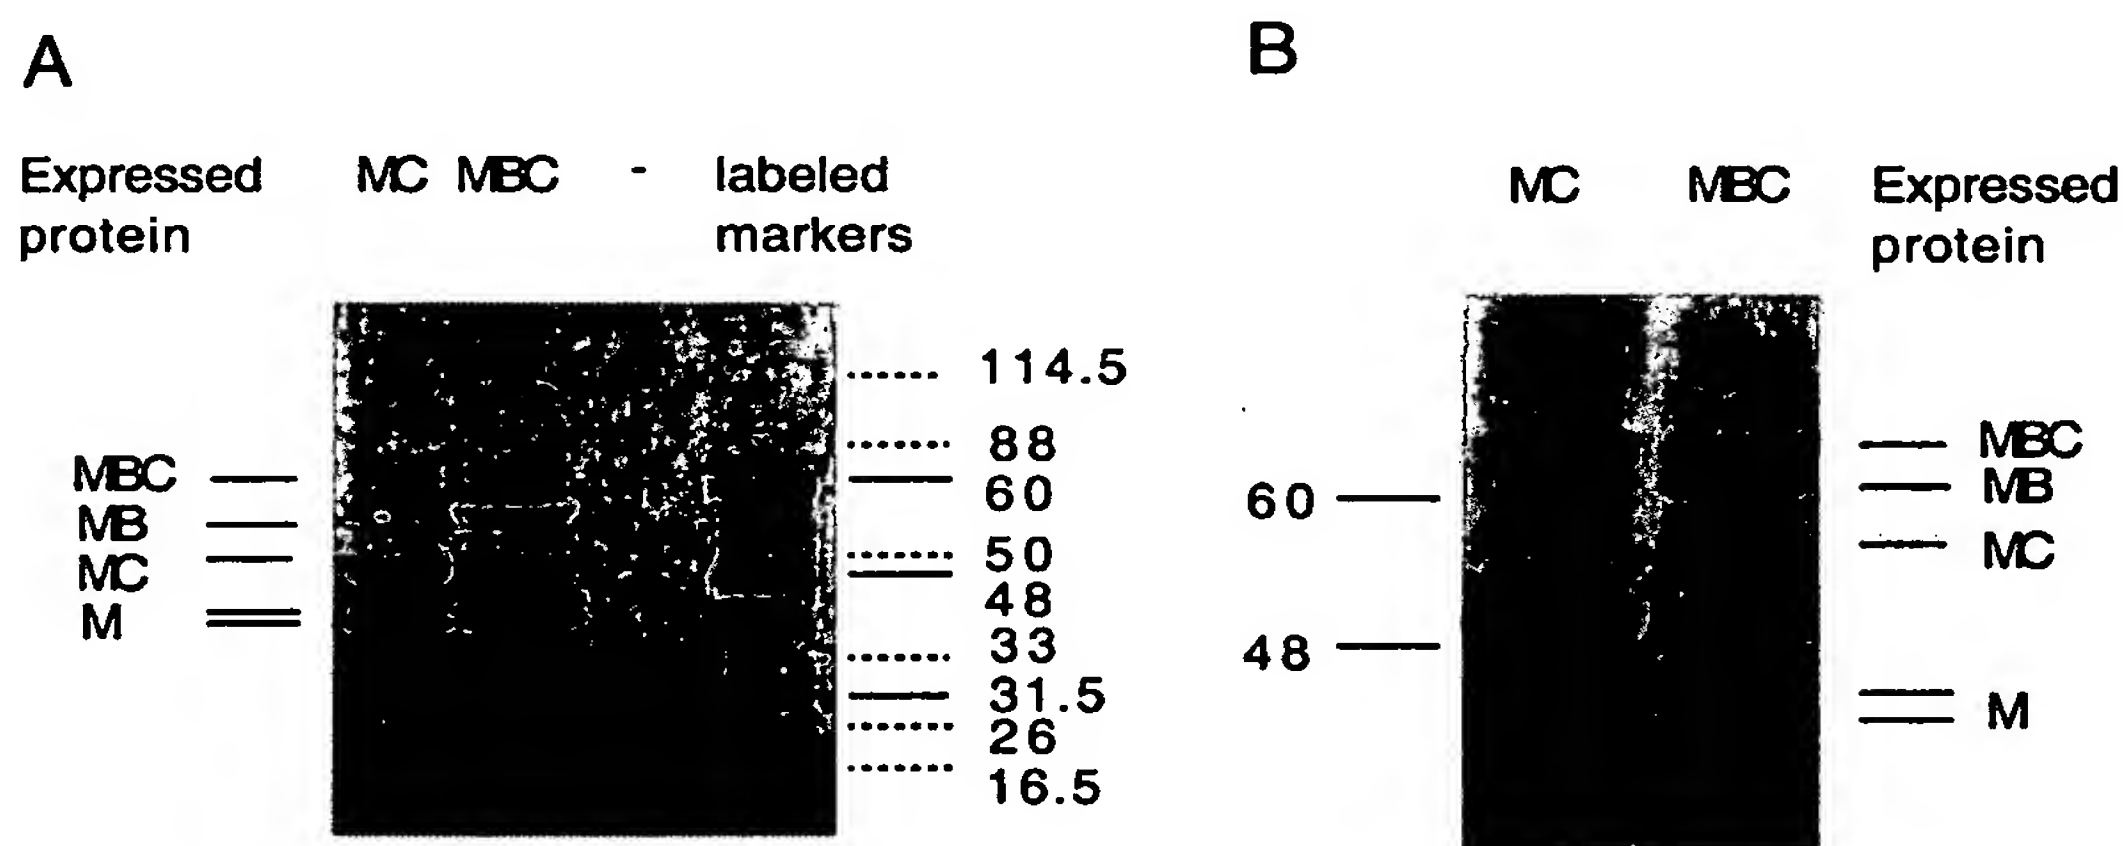 A
Expressed protein
MC MBC - labeled markers
MBC
MB
MC
M
114.5
88
60
50
48
33
31.5
26
16.5
B
MC MBC Expressed protein
60
48
MBC
MB
MC
M